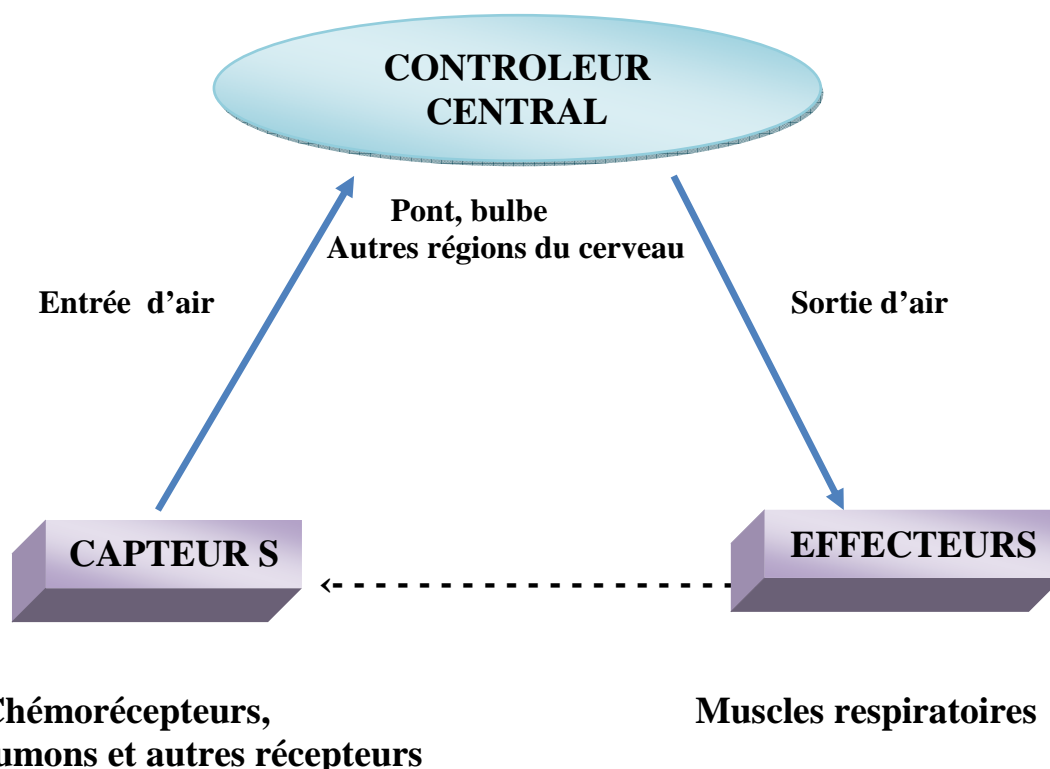 CONTROLEUR
CENTRAL
Pont, bulbe
Autres régions du cerveau
Entrée d’air
Sortie d’air
CAPTEUR S
EFFECTEURS
Chémorécepteurs,
umons et autres récepteurs
Muscles respiratoires